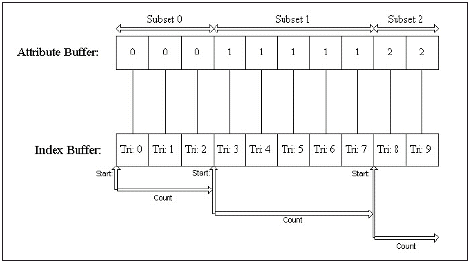 Subset 0 Subset 1 Subset 2
Attribute Buffer: 0 0 0 1 1 1 1 1 2 2
Index Buffer: Tri: 0 Tri: 1 Tri: 2 Tri: 3 Tri: 4 Tri: 5 Tri: 6 Tri: 7 Tri: 8 Tri: 9
Start Start Start
Count
Count
Count